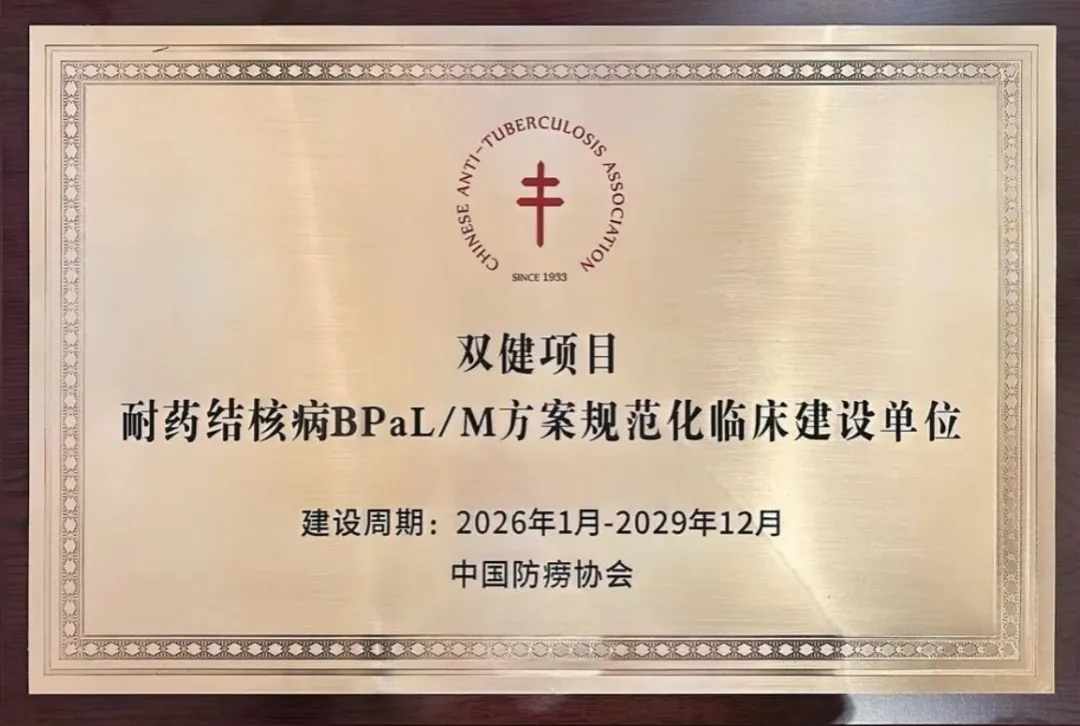 CHINESE ANTI-TUBERCULOSIS ASSOCIATION
SINCE 1933
双健项目
耐药结核病BPaL/M方案规范化临床建设单位
建设周期：2026年1月-2029年12月
中国防痨协会